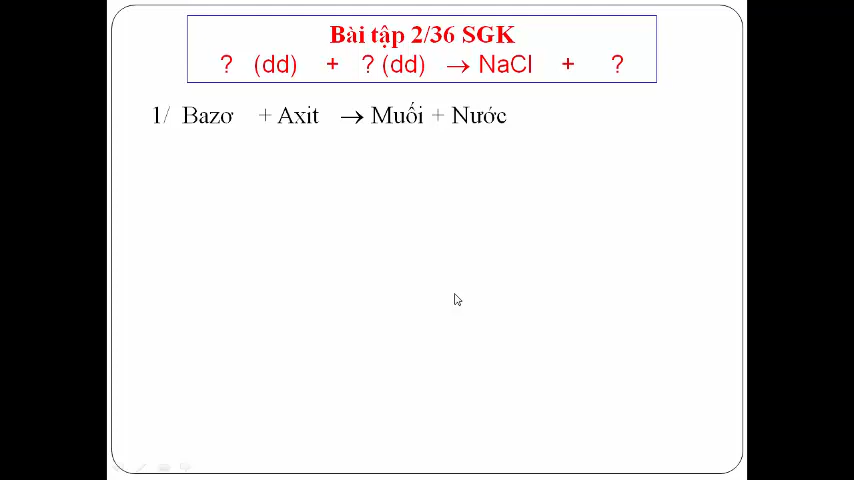 Bài tập 2/36 SGK
? (dd) + ? (dd) → NaCl + ?
1/ Bazơ + Axit → Muối + Nước